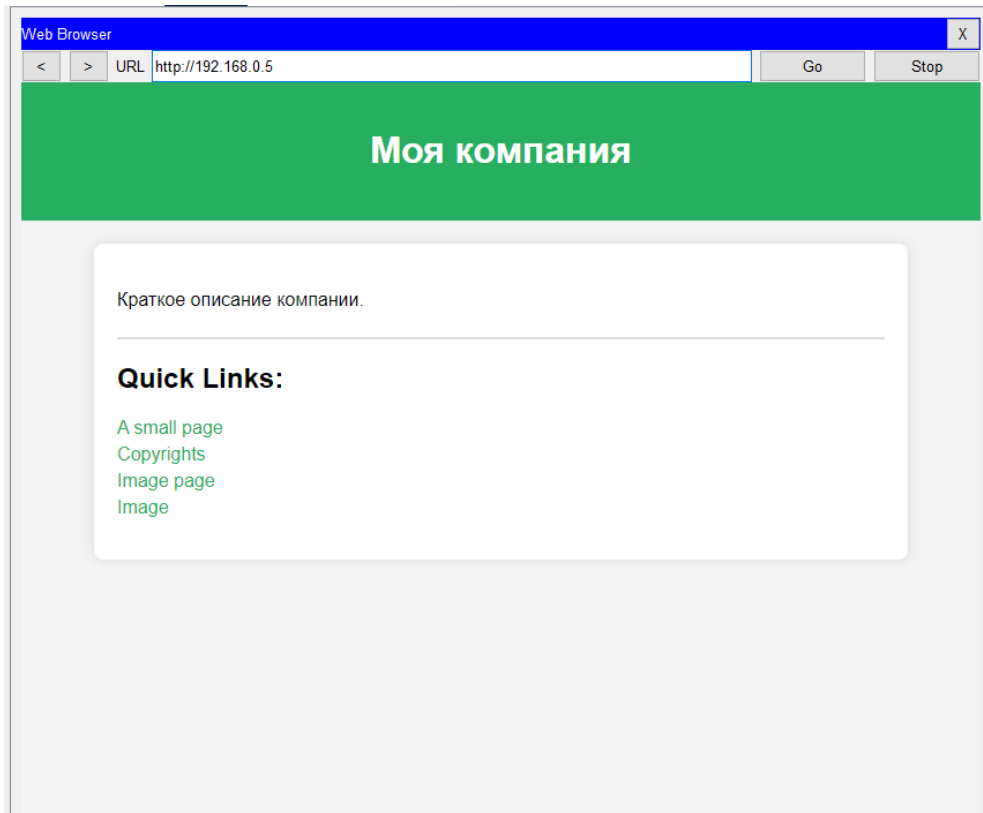 Web Browser X
< > URL http://192.168.0.5 Go Stop
Моя компания
Краткое описание компании.
Quick Links:
A small page
Copyrights
Image page
Image